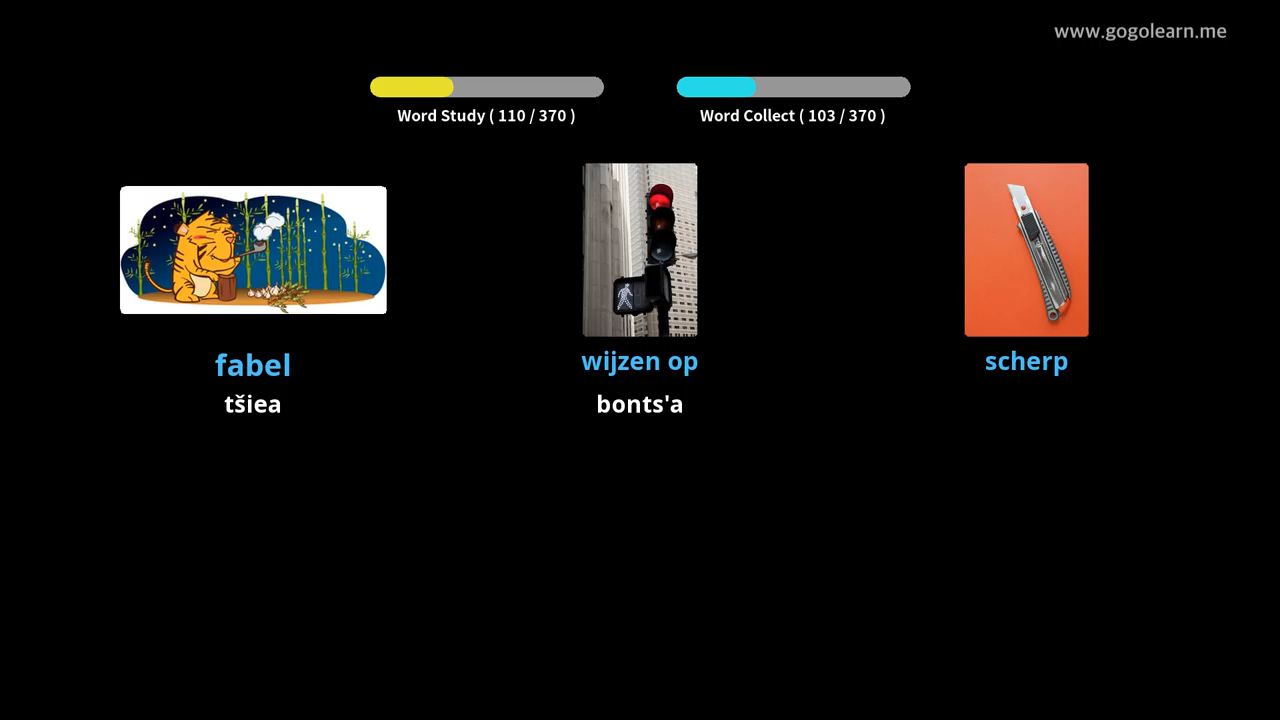 www.gogolearn.me
Word Study ( 110 / 370 )
Word Collect ( 103 / 370 )
fabel
tšiea
wijzen op
bonts'a
scherp